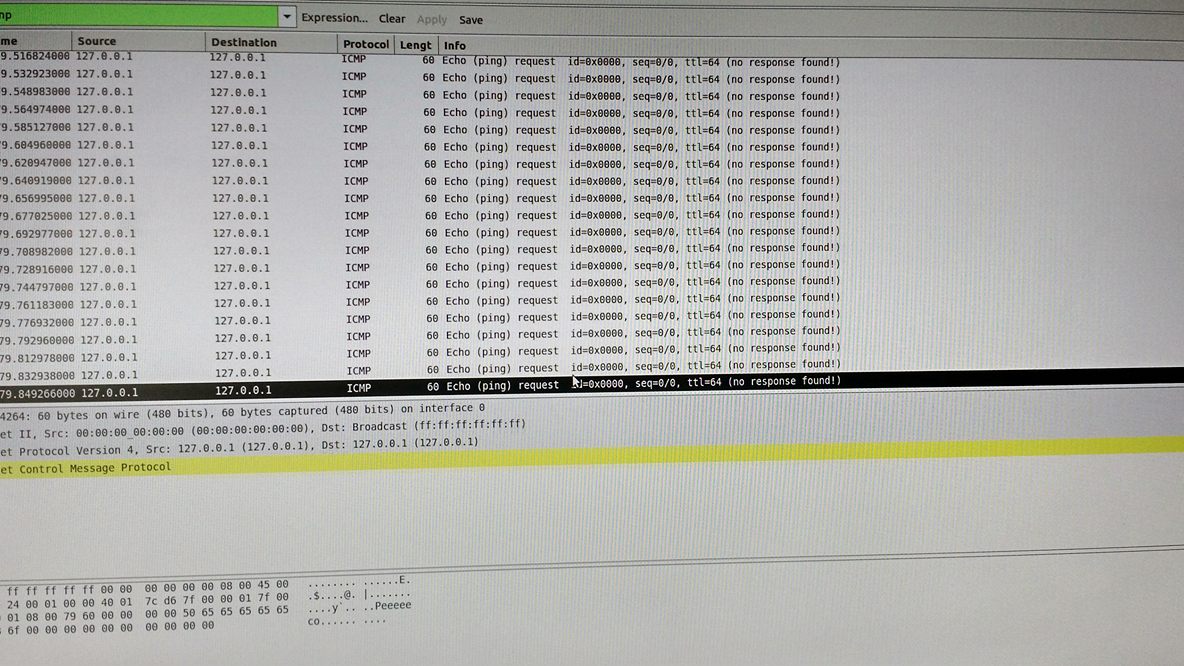 mp Expression... Clear Apply Save
me Source Destination Protocol Lengt Info
9.516824000 127.0.0.1 127.0.0.1 ICMP 60 Echo (ping) request id=0x0000, seq=0/0, ttl=64 (no response found!)
9.532923000 127.0.0.1 127.0.0.1 ICMP 60 Echo (ping) request id=0x0000, seq=0/0, ttl=64 (no response found!)
9.548983000 127.0.0.1 127.0.0.1 ICMP 60 Echo (ping) request id=0x0000, seq=0/0, ttl=64 (no response found!)
9.564974000 127.0.0.1 127.0.0.1 ICMP 60 Echo (ping) request id=0x0000, seq=0/0, ttl=64 (no response found!)
9.585127000 127.0.0.1 127.0.0.1 ICMP 60 Echo (ping) request id=0x0000, seq=0/0, ttl=64 (no response found!)
79.604960000 127.0.0.1 127.0.0.1 ICMP 60 Echo (ping) request id=0x0000, seq=0/0, ttl=64 (no response found!)
79.620947000 127.0.0.1 127.0.0.1 ICMP 60 Echo (ping) request id=0x0000, seq=0/0, ttl=64 (no response found!)
79.640919000 127.0.0.1 127.0.0.1 ICMP 60 Echo (ping) request id=0x0000, seq=0/0, ttl=64 (no response found!)
79.656995000 127.0.0.1 127.0.0.1 ICMP 60 Echo (ping) request id=0x0000, seq=0/0, ttl=64 (no response found!)
79.677025000 127.0.0.1 127.0.0.1 ICMP 60 Echo (ping) request id=0x0000, seq=0/0, ttl=64 (no response found!)
79.692977000 127.0.0.1 127.0.0.1 ICMP 60 Echo (ping) request id=0x0000, seq=0/0, ttl=64 (no response found!)
79.708982000 127.0.0.1 127.0.0.1 ICMP 60 Echo (ping) request id=0x0000, seq=0/0, ttl=64 (no response found!)
79.728916000 127.0.0.1 127.0.0.1 ICMP 60 Echo (ping) request id=0x0000, seq=0/0, ttl=64 (no response found!)
79.744797000 127.0.0.1 127.0.0.1 ICMP 60 Echo (ping) request id=0x0000, seq=0/0, ttl=64 (no response found!)
79.761183000 127.0.0.1 127.0.0.1 ICMP 60 Echo (ping) request id=0x0000, seq=0/0, ttl=64 (no response found!)
79.776932000 127.0.0.1 127.0.0.1 ICMP 60 Echo (ping) request id=0x0000, seq=0/0, ttl=64 (no response found!)
79.792960000 127.0.0.1 127.0.0.1 ICMP 60 Echo (ping) request id=0x0000, seq=0/0, ttl=64 (no response found!)
79.812978000 127.0.0.1 127.0.0.1 ICMP 60 Echo (ping) request id=0x0000, seq=0/0, ttl=64 (no response found!)
79.832938000 127.0.0.1 127.0.0.1 ICMP 60 Echo (ping) request id=0x0000, seq=0/0, ttl=64 (no response found!)
79.849266000 127.0.0.1 127.0.0.1 ICMP 60 Echo (ping) request id=0x0000, seq=0/0, ttl=64 (no response found!)
4264: 60 bytes on wire (480 bits), 60 bytes captured (480 bits) on interface 0
et II, Src: 00:00:00_00:00:00 (00:00:00:00:00:00), Dst: Broadcast (ff:ff:ff:ff:ff:ff)
et Protocol Version 4, Src: 127.0.0.1 (127.0.0.1), Dst: 127.0.0.1 (127.0.0.1)
et Control Message Protocol
ff ff ff ff ff 00 00 00 00 00 00 08 00 45 00 ........ ......E.
24 00 01 00 00 40 01 7c d6 7f 00 00 01 7f 00 .$....@. |.......
01 08 00 79 60 00 00 00 00 50 65 65 65 65 65 ....y`.. ..Peeeee
6f 00 00 00 00 00 00 00 00 00 00 co...... ....